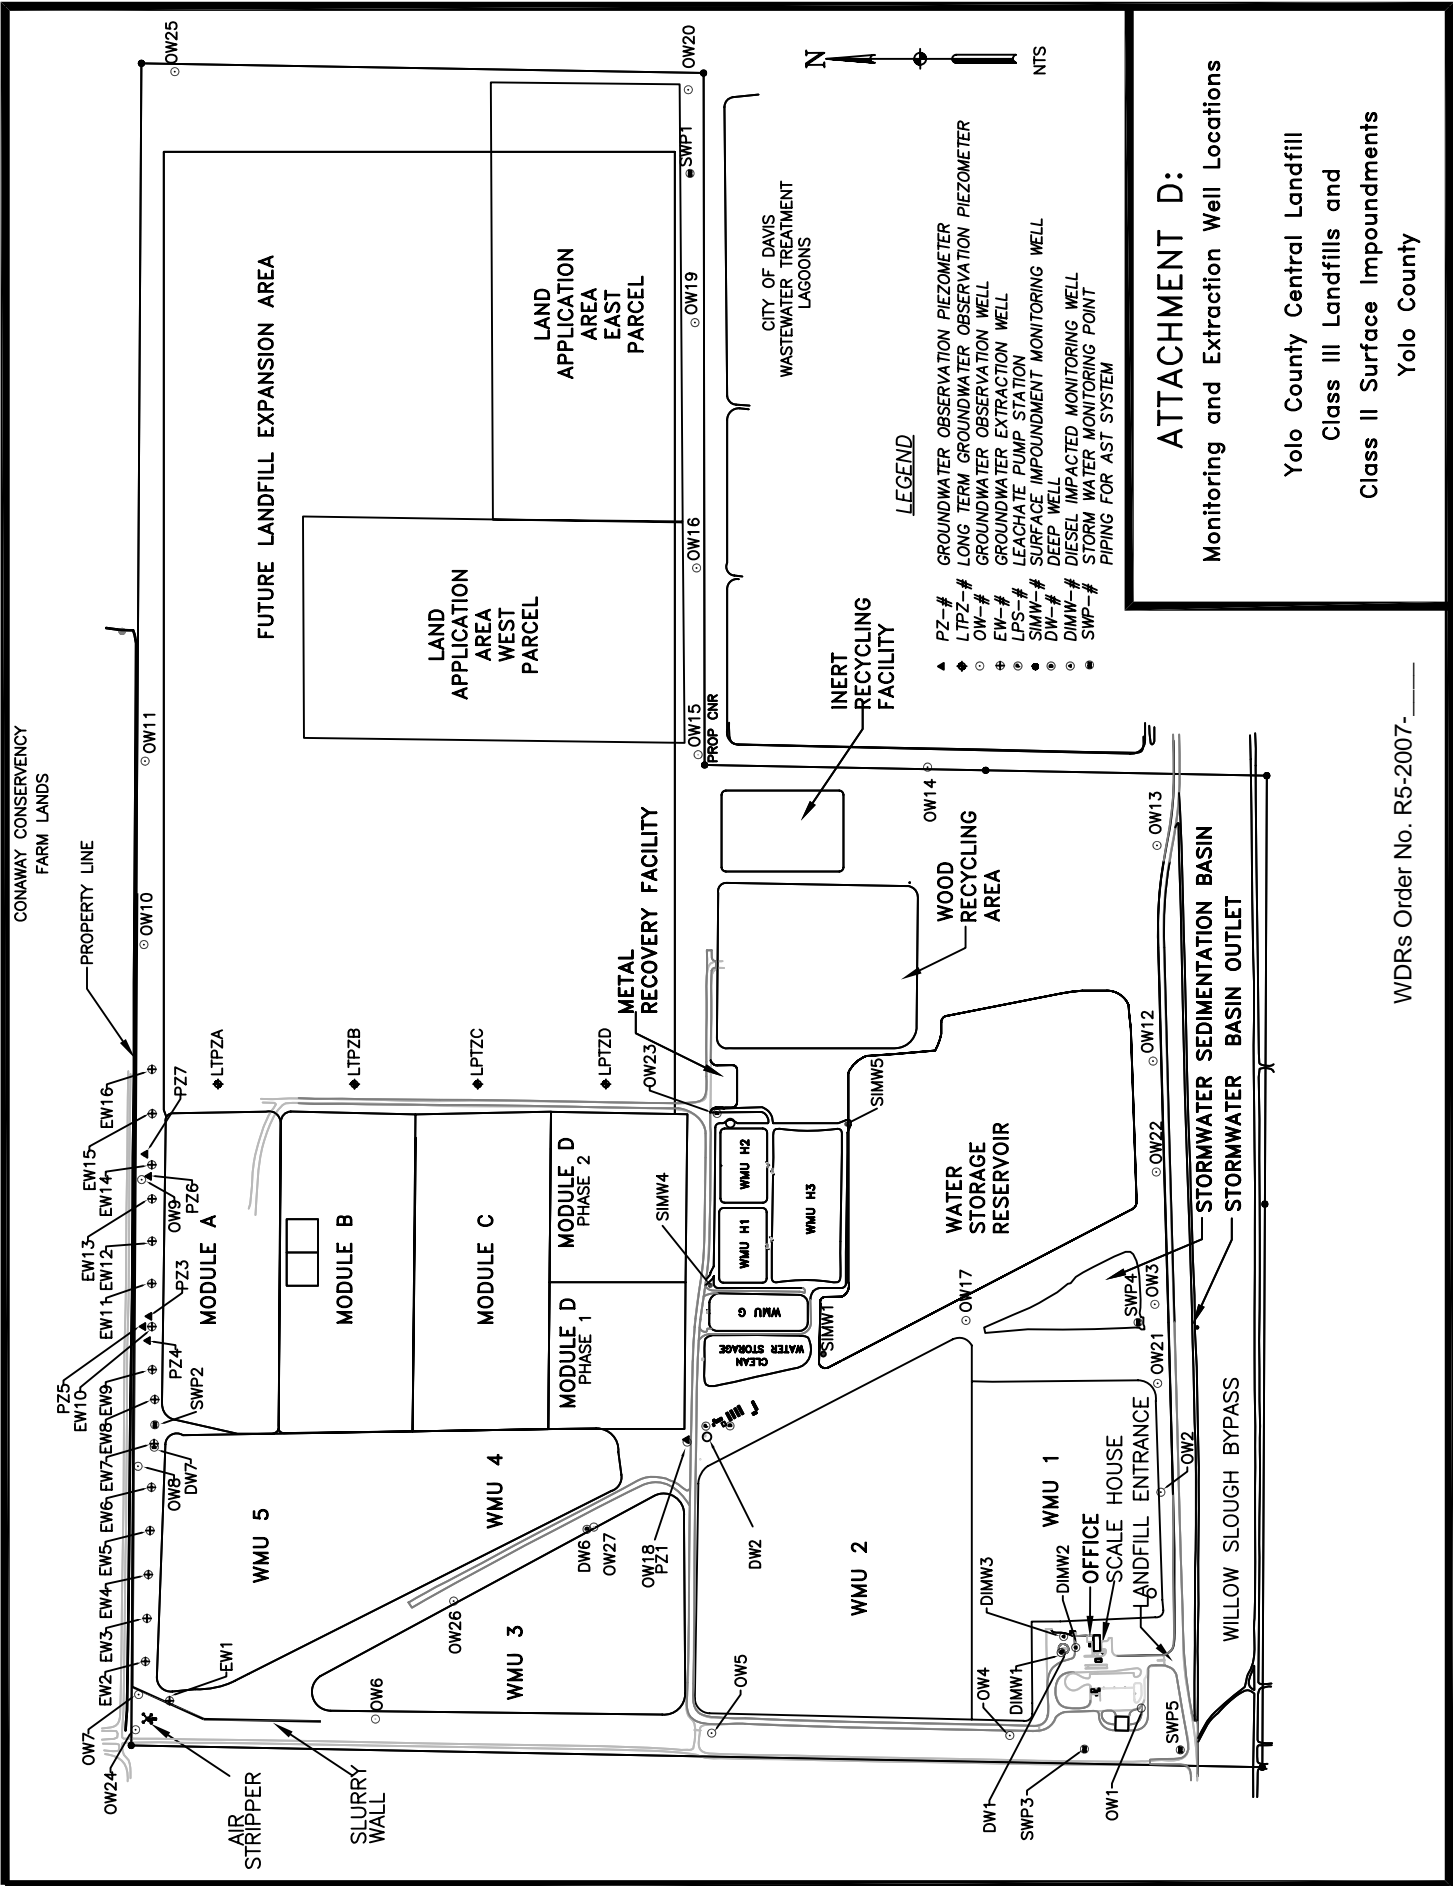 CONAWAY CONSERVENCY
FARM LANDS
PROPERTY LINE
OW24
OW7
EW2
EW3
EW4
EW5
EW6
EW7
EW8
EW9
EW10
PZ5
EW11
EW12
EW13
EW14
EW15
EW16
OW10
OW11
OW25
AIR
STRIPPER
SLURRY
WALL
EW1
OW8
DW7
SWP2
PZ4
PZ3
OW9
PZ6
PZ7
LTPZA
LTPZB
LPTZC
LPTZD
FUTURE LANDFILL EXPANSION AREA
WMU 5
WMU 4
MODULE A
MODULE B
MODULE C
MODULE D
PHASE 1
MODULE D
PHASE 2
OW6
OW26
WMU 3
DW6
OW27
OW18
PZ1
LAND
APPLICATION
AREA
WEST
PARCEL
LAND
APPLICATION
AREA
EAST
PARCEL
METAL
RECOVERY FACILITY
OW23
SIMW4
OW15
PROP CNR
OW16
OW19
SWP1
OW20
OW5
WMU 2
DW2
CLEAN
WATER STORAGE
WMU G
WMU H1
WMU H2
WMU H3
SIMW1
SIMW5
INERT
RECYCLING
FACILITY
WOOD
RECYCLING
AREA
CITY OF DAVIS
WASTEWATER TREATMENT
LAGOONS
N
NTS
OW14
WATER
STORAGE
RESERVOIR
OW17
OW4
DIMW1
DIMW3
DIMW2
WMU 1
OFFICE
SCALE HOUSE
LANDFILL ENTRANCE
DW1
SWP3
OW1
SWP5
OW2
OW21
SWP4
OW3
OW22
OW12
OW13
STORMWATER SEDIMENTATION BASIN
STORMWATER BASIN OUTLET
WILLOW SLOUGH BYPASS
LEGEND
PZ-# GROUNDWATER OBSERVATION PIEZOMETER
LTPZ-# LONG TERM GROUNDWATER OBSERVATION PIEZOMETER
OW-# GROUNDWATER OBSERVATION WELL
EW-# GROUNDWATER EXTRACTION WELL
LPS-# LEACHATE PUMP STATION
SIMW-# SURFACE IMPOUNDMENT MONITORING WELL
DW-# DEEP WELL
DIMW-# DIESEL IMPACTED MONITORING WELL
SWP-# STORM WATER MONITORING POINT
PIPING FOR AST SYSTEM
ATTACHMENT D:
Monitoring and Extraction Well Locations
Yolo County Central Landfill
Class III Landfills and
Class II Surface Impoundments
Yolo County
WDRs Order No. R5-2007-____